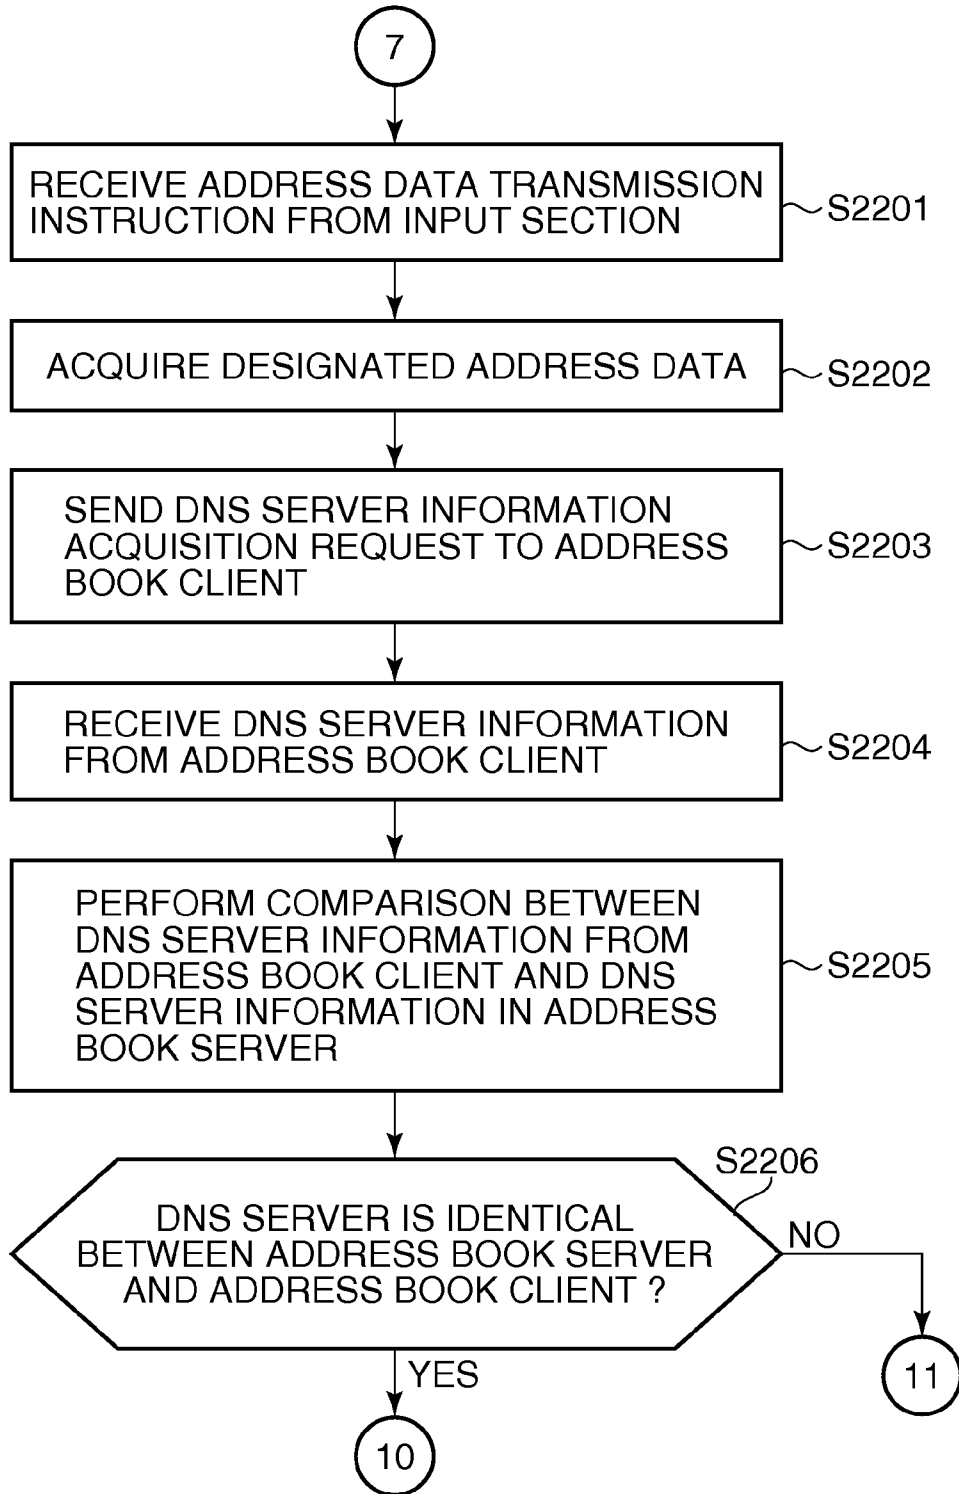 7
RECEIVE ADDRESS DATA TRANSMISSION
INSTRUCTION FROM INPUT SECTION
S2201
ACQUIRE DESIGNATED ADDRESS DATA
S2202
SEND DNS SERVER INFORMATION
ACQUISITION REQUEST TO ADDRESS
BOOK CLIENT
S2203
RECEIVE DNS SERVER INFORMATION
FROM ADDRESS BOOK CLIENT
S2204
PERFORM COMPARISON BETWEEN
DNS SERVER INFORMATION FROM
ADDRESS BOOK CLIENT AND DNS
SERVER INFORMATION IN ADDRESS
BOOK SERVER
S2205
S2206
DNS SERVER IS IDENTICAL
BETWEEN ADDRESS BOOK SERVER
AND ADDRESS BOOK CLIENT ?
NO
YES
11
10